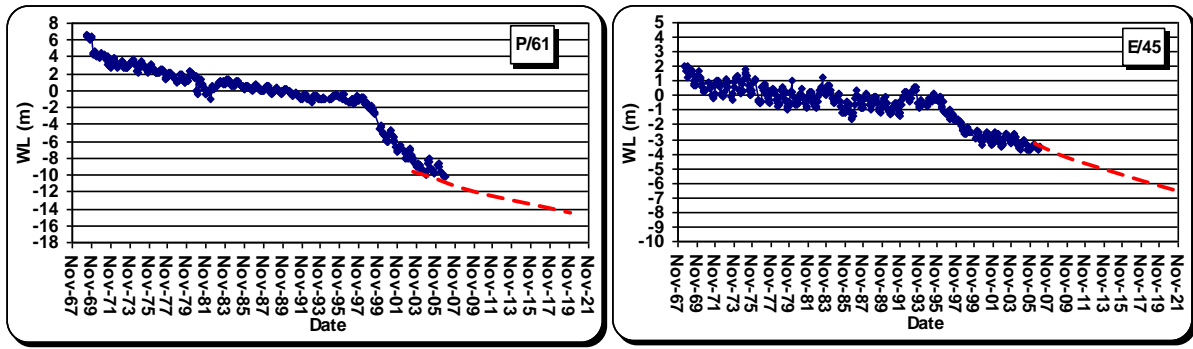 P/61
WL (m)
8
6
4
2
0
-2
-4
-6
-8
-10
-12
-14
-16
-18
Nov-67
Nov-69
Nov-71
Nov-73
Nov-75
Nov-77
Nov-79
Nov-81
Nov-83
Nov-85
Nov-87
Nov-89
Nov-91
Nov-93
Nov-95
Nov-97
Nov-99
Nov-01
Nov-03
Nov-05
Nov-07
Nov-09
Nov-11
Nov-13
Nov-15
Nov-17
Nov-19
Nov-21
Date
E/45
WL (m)
5
4
3
2
1
0
-1
-2
-3
-4
-5
-6
-7
-8
-9
-10
Nov-67
Nov-69
Nov-71
Nov-73
Nov-75
Nov-77
Nov-79
Nov-81
Nov-83
Nov-85
Nov-87
Nov-89
Nov-91
Nov-93
Nov-95
Nov-97
Nov-99
Nov-01
Nov-03
Nov-05
Nov-07
Nov-09
Nov-11
Nov-13
Nov-15
Nov-17
Nov-19
Nov-21
Date